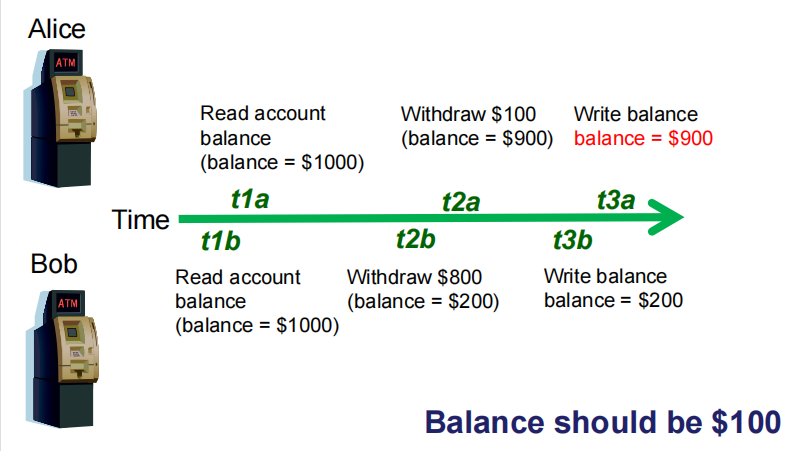 Alice
ATM
Read account
balance
(balance = $1000)
Withdraw $100
(balance = $900)
Write balance
balance = $900
t1a
t2a
t3a
Time
t1b
t2b
t3b
Bob
ATM
Read account
balance
(balance = $1000)
Withdraw $800
(balance = $200)
Write balance
balance = $200
Balance should be $100